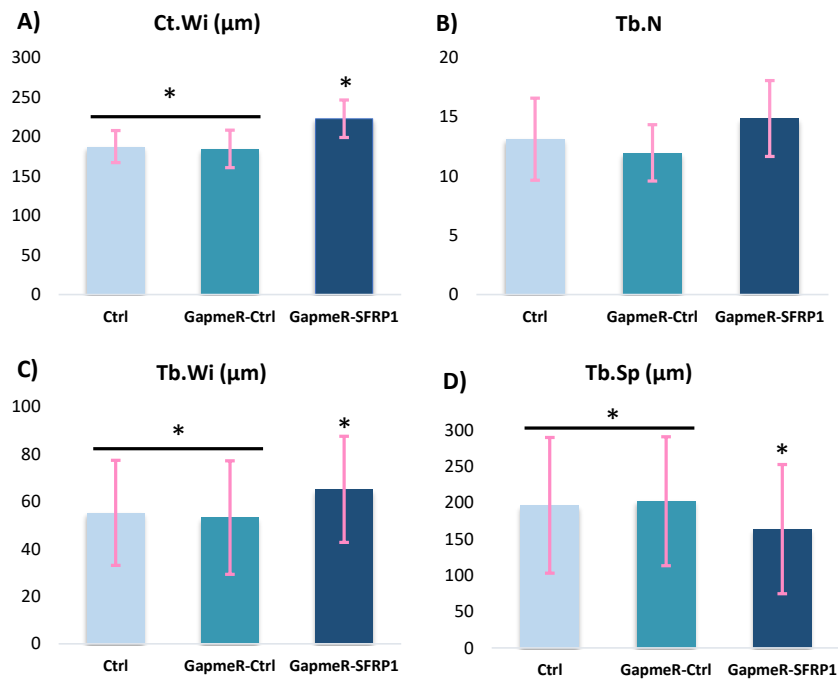 A)
Ct.Wi (μm)
300
250
200
150
100
50
0
*
*
Ctrl
GapmeR-Ctrl
GapmeR-SFRP1
B)
Tb.N
20
15
10
5
0
Ctrl
GapmeR-Ctrl
GapmeR-SFRP1
C)
Tb.Wi (μm)
100
80
60
40
20
0
*
*
Ctrl
GapmeR-Ctrl
GapmeR-SFRP1
D)
Tb.Sp (μm)
300
250
200
150
100
50
0
*
*
Ctrl
GapmeR-Ctrl
GapmeR-SFRP1